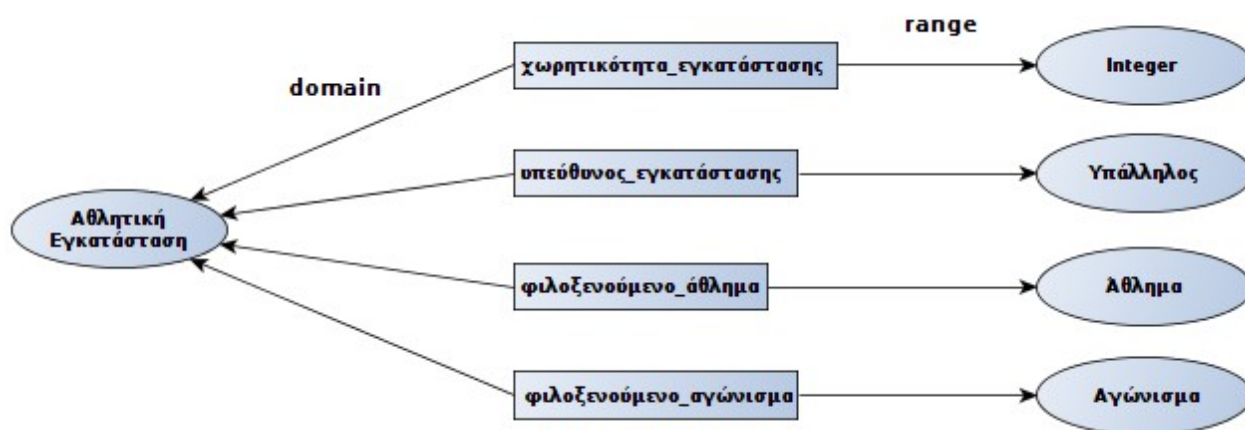 range
domain
χωρητικότητα_εγκατάστασης
Integer
υπεύθυνος_εγκατάστασης
Υπάλληλος
Αθλητική
Εγκατάσταση
φιλοξενούμενο_άθλημα
Άθλημα
φιλοξενούμενο_αγώνισμα
Αγώνισμα